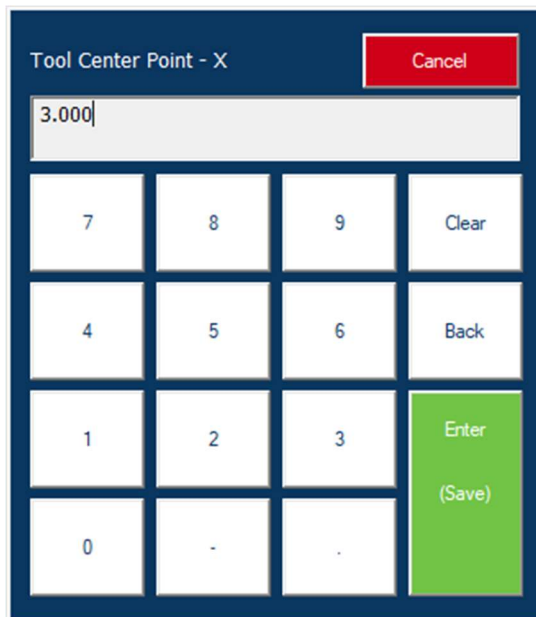 Tool Center Point - X
Cancel
3.000
7 8 9 Clear
4 5 6 Back
1 2 3 Enter
(Save)
0 - .